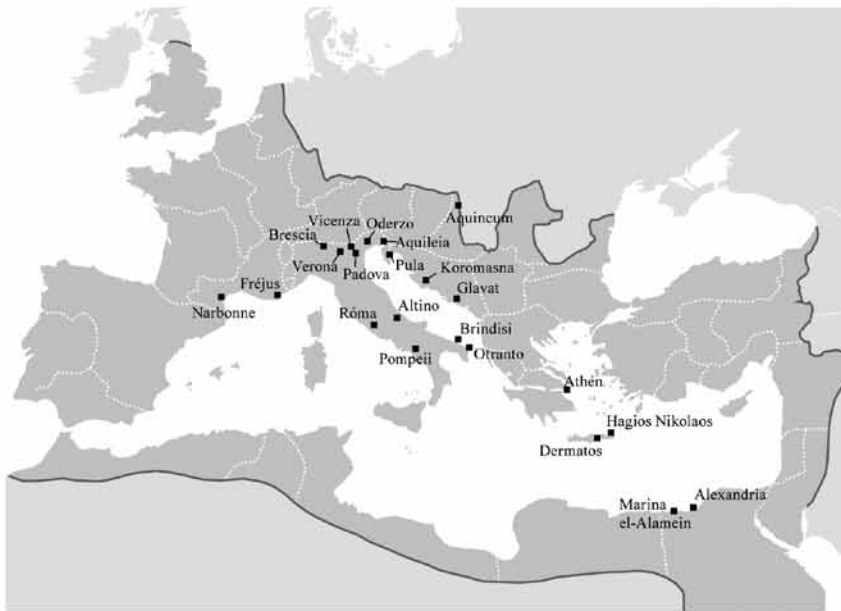 Aquincum
Vicenza
Oderzo
Brescia
Aquileia
Verona
Padova
Pula
Koromasna
Fréjus
Glavat
Narbonne
Altino
Róma
Brindisi
Pompeii
Otranto
Athén
Hagios Nikolaos
Dermatos
Marina
el-Alamein
Alexandria